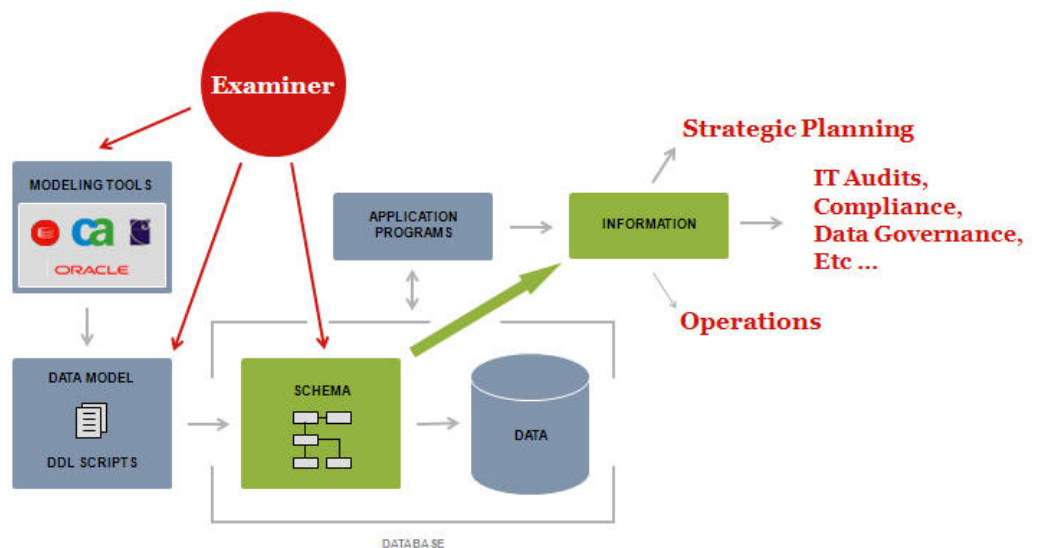 Examiner
Strategic Planning
MODELING TOOLS
ca
ORACLE
APPLICATION
PROGRAMS
INFORMATION
IT Audits,
Compliance,
Data Governance,
Etc ...
Operations
DATA MODEL
DDL SCRIPTS
SCHEMA
DATA
DATABASE